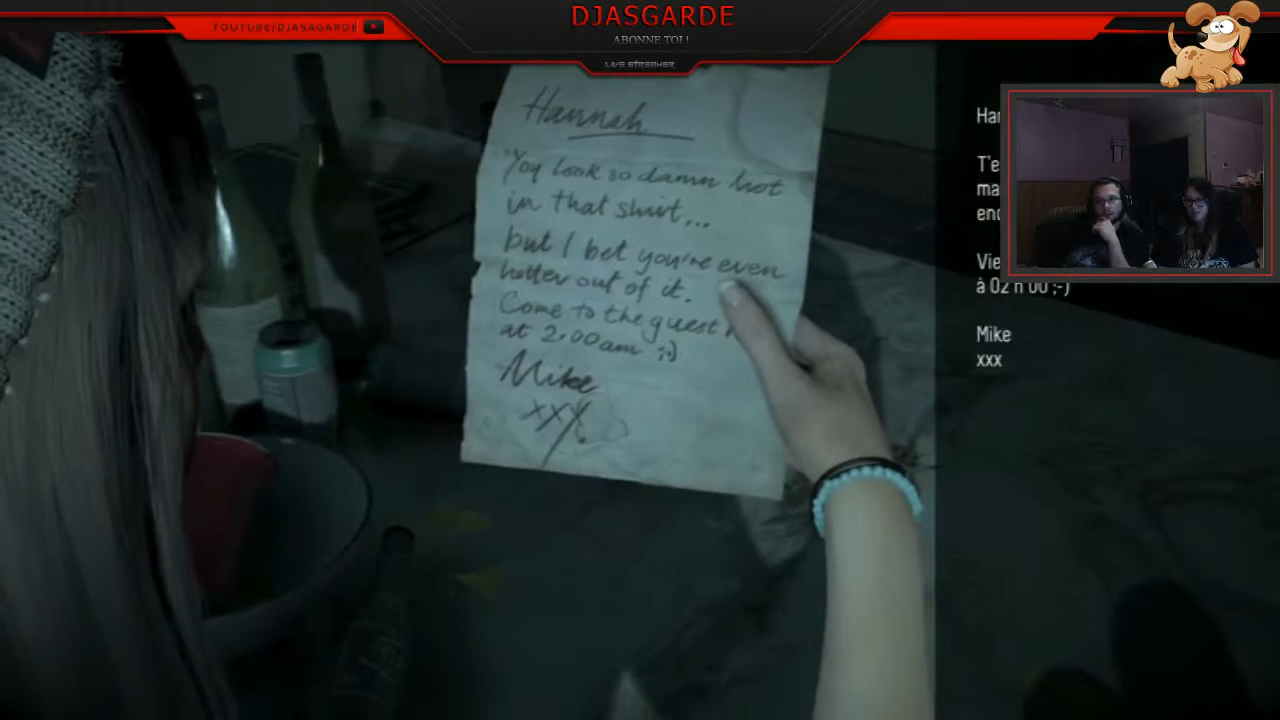 YOUTUBE/DJASAGARDE
DJASGARDE
ABONNE TOI!
LIVE STREAMER
Hannah
You look so damn hot
in that shirt...
but I bet you're even
hotter out of it.
Come to the guest
at 2.00am ;)
Mike
xxx
T'e
ma
Vie
à 02 h 00 ;-)
Mike
xxx